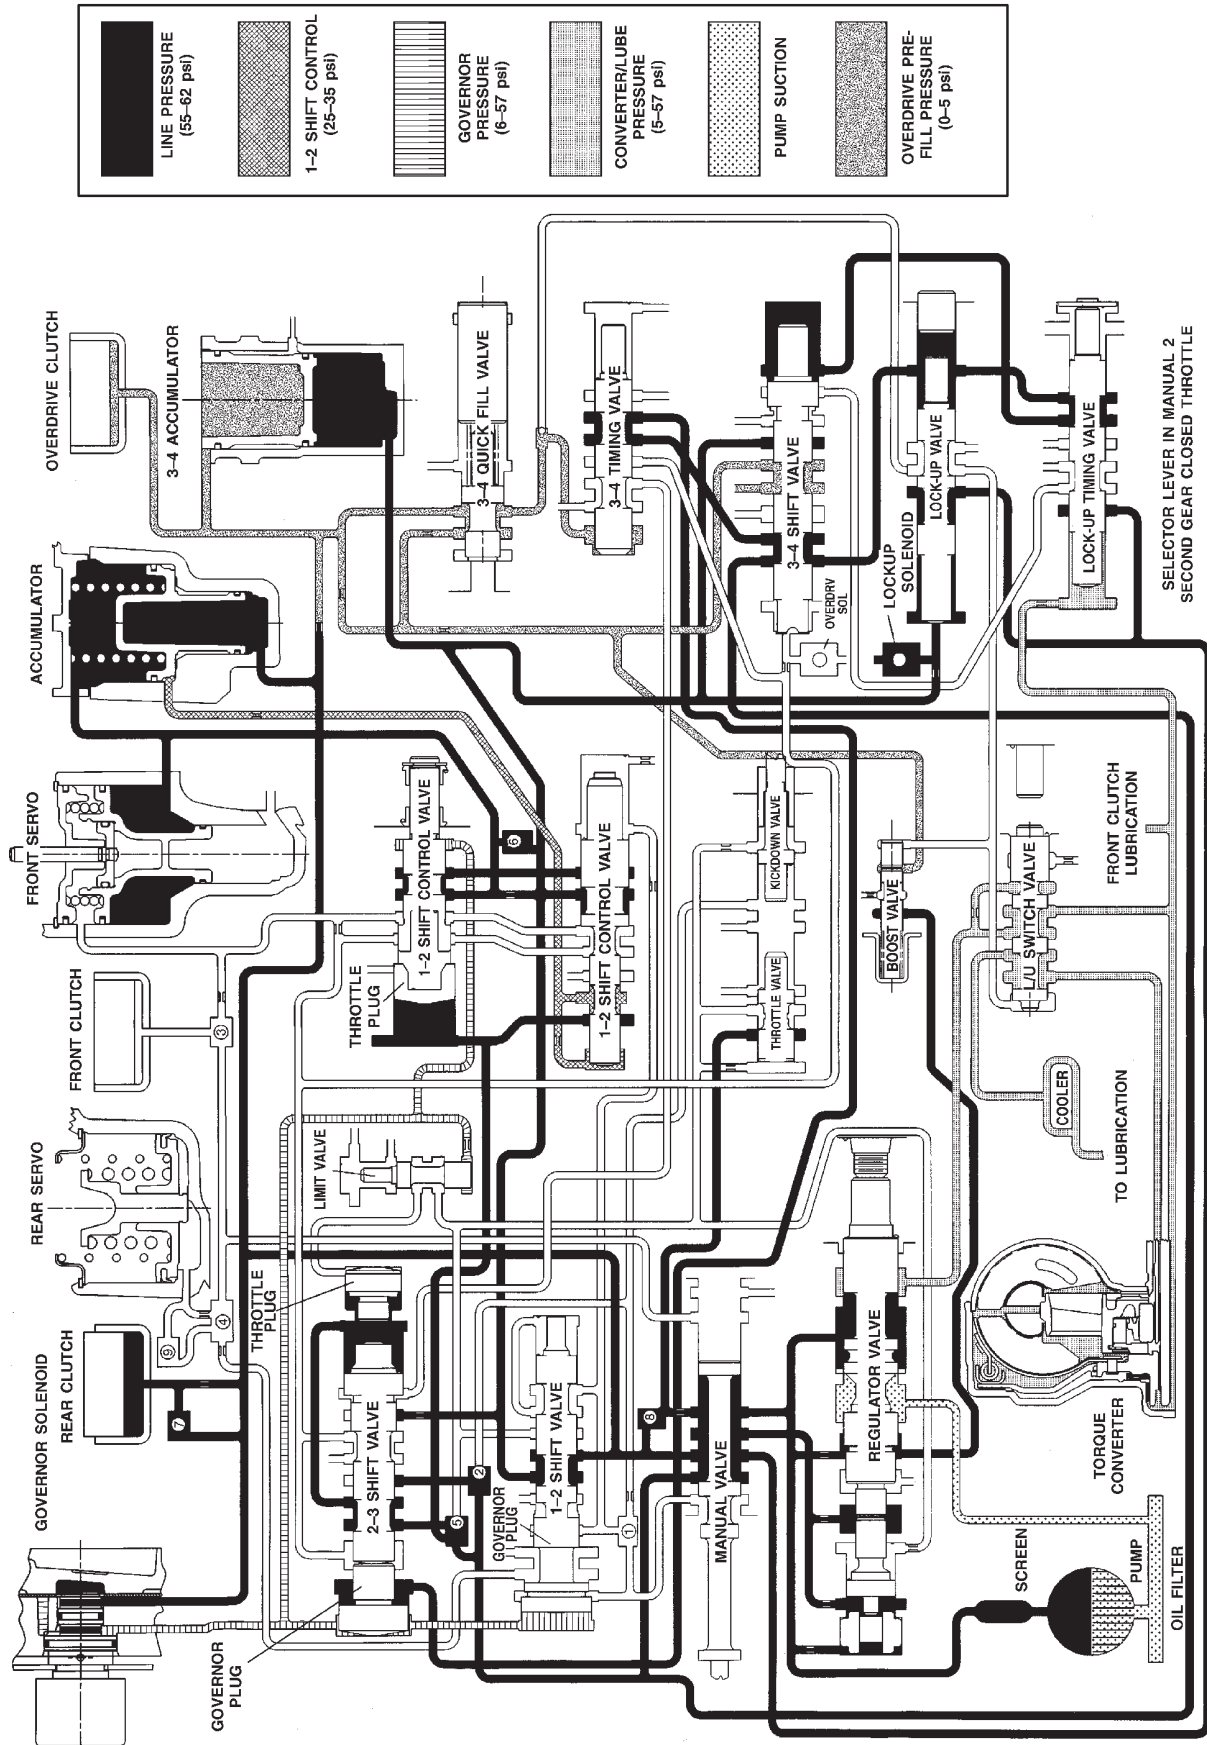 LINE PRESSURE
(55–62 psi)
1–2 SHIFT CONTROL
(25–35 psi)
GOVERNOR
PRESSURE
(6–57 psi)
CONVERTER/LUBE
PRESSURE
(5–57 psi)
PUMP SUCTION
OVERDRIVE PRE-
FILL PRESSURE
(0–5 psi)
GOVERNOR SOLENOID
REAR CLUTCH
REAR SERVO
FRONT CLUTCH
FRONT SERVO
ACCUMULATOR
OVERDRIVE CLUTCH
3–4 ACCUMULATOR
7
9
4
3
GOVERNOR
PLUG
2–3 SHIFT VALVE
THROTTLE
PLUG
LIMIT VALVE
THROTTLE
PLUG
1–2 SHIFT CONTROL VALVE
6
3–4 QUICK FILL VALVE
5
2
GOVERNOR
PLUG
1–2 SHIFT VALVE
1–2 SHIFT CONTROL VALVE
3–4 TIMING VALVE
1
8
MANUAL VALVE
THROTTLE VALVE
KICKDOWN VALVE
3–4 SHIFT VALVE
OVERDRV
SOL
REGULATOR VALVE
BOOST VALVE
LOCKUP
SOLENOID
LOCK-UP VALVE
SCREEN
PUMP
OIL FILTER
TORQUE
CONVERTER
TO LUBRICATION
COOLER
L/U SWITCH VALVE
FRONT CLUTCH
LUBRICATION
LOCK-UP TIMING VALVE
SELECTOR LEVER IN MANUAL 2
SECOND GEAR CLOSED THROTTLE